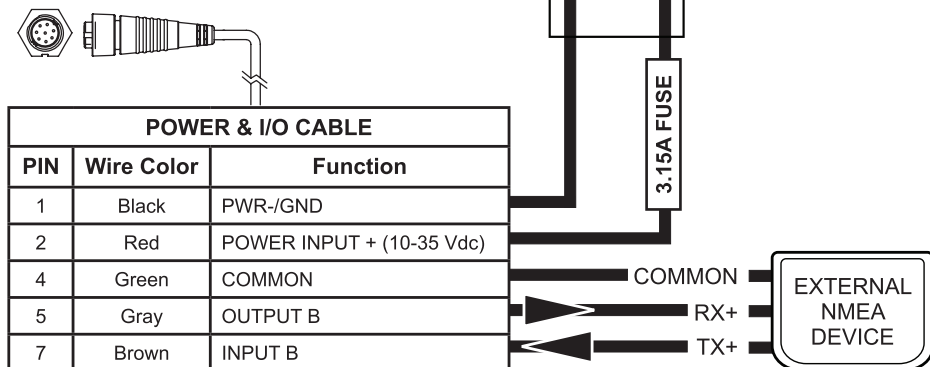 3.15A FUSE
POWER & I/O CABLE
PIN Wire Color Function
1 Black PWR-/GND
2 Red POWER INPUT + (10-35 Vdc)
4 Green COMMON
5 Gray OUTPUT B
7 Brown INPUT B
COMMON
RX+
TX+
EXTERNAL
NMEA
DEVICE